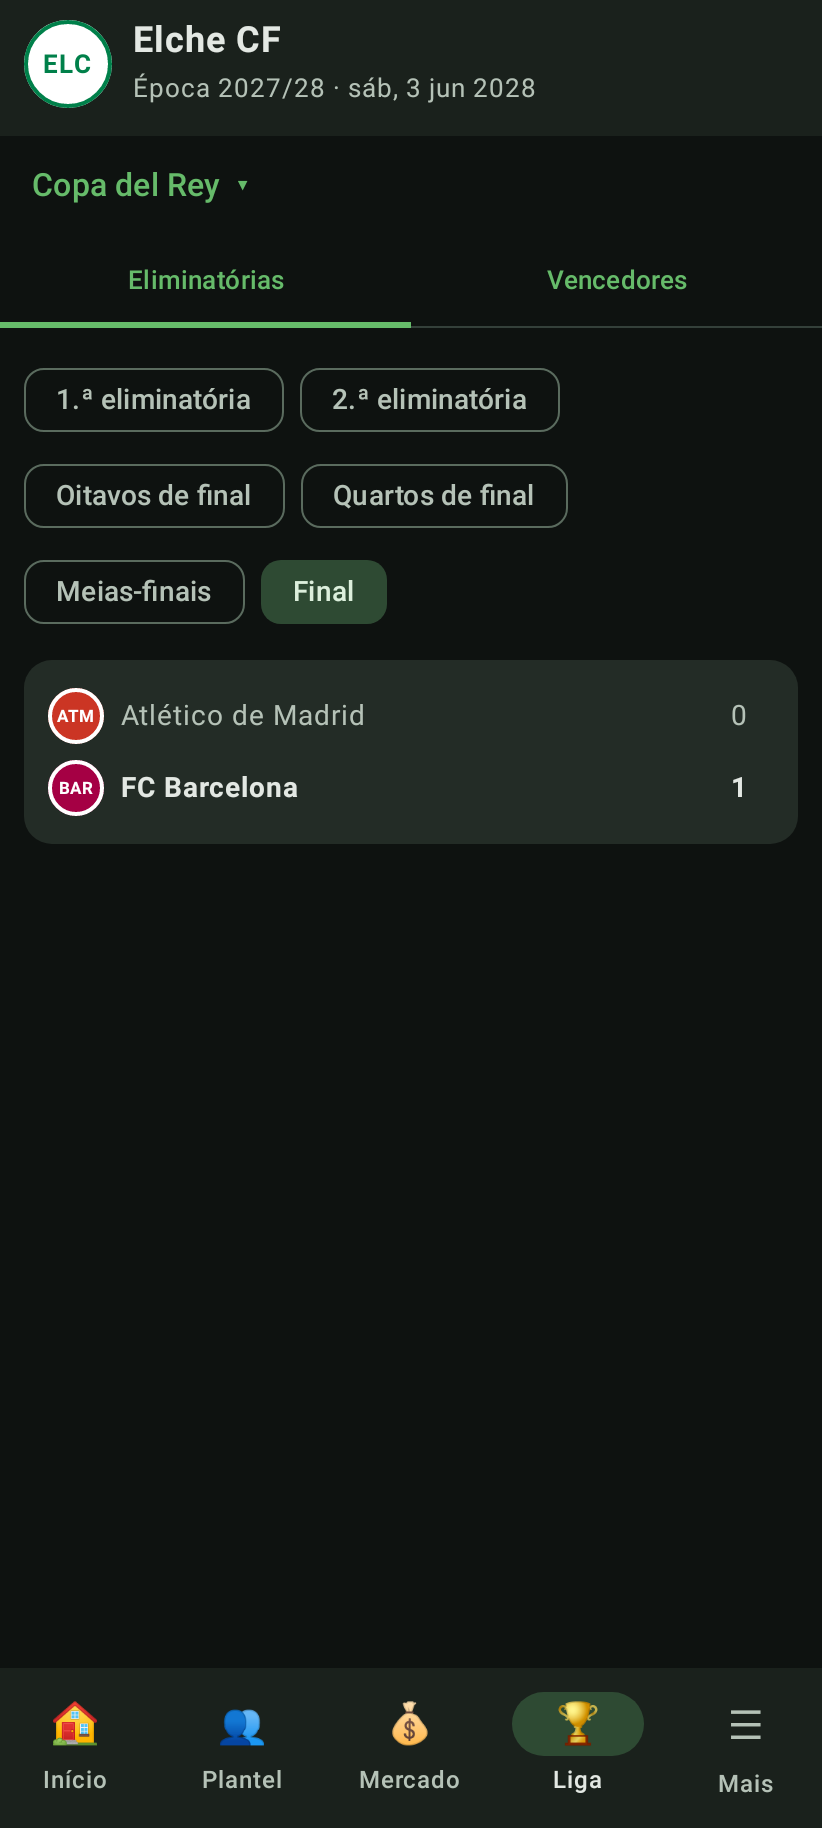 ELC
Elche CF
Época 2027/28 · sáb, 3 jun 2028
Copa del Rey ▼
Eliminatórias
Vencedores
1.ª eliminatória
2.ª eliminatória
Oitavos de final
Quartos de final
Meias-finais
Final
ATM Atlético de Madrid 0
BAR FC Barcelona 1
Início
Plantel
Mercado
Liga
Mais